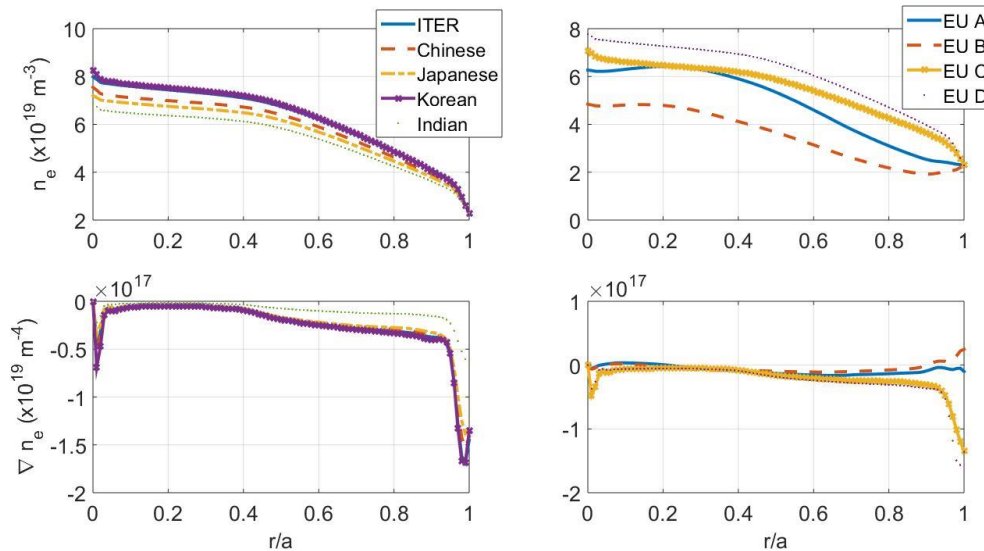 10
8
6
4
2
n_e (x10^19 m^-3)
0 0.2 0.4 0.6 0.8 1
ITER
Chinese
Japanese
Korean
Indian
8
6
4
2
0
0 0.2 0.4 0.6 0.8 1
EU A
EU B
EU C
EU D
×10^17
0
-0.5
-1
-1.5
-2
∇ n_e (x10^19 m^-4)
0 0.2 0.4 0.6 0.8 1
r/a
×10^17
1
0
-1
-2
0 0.2 0.4 0.6 0.8 1
r/a